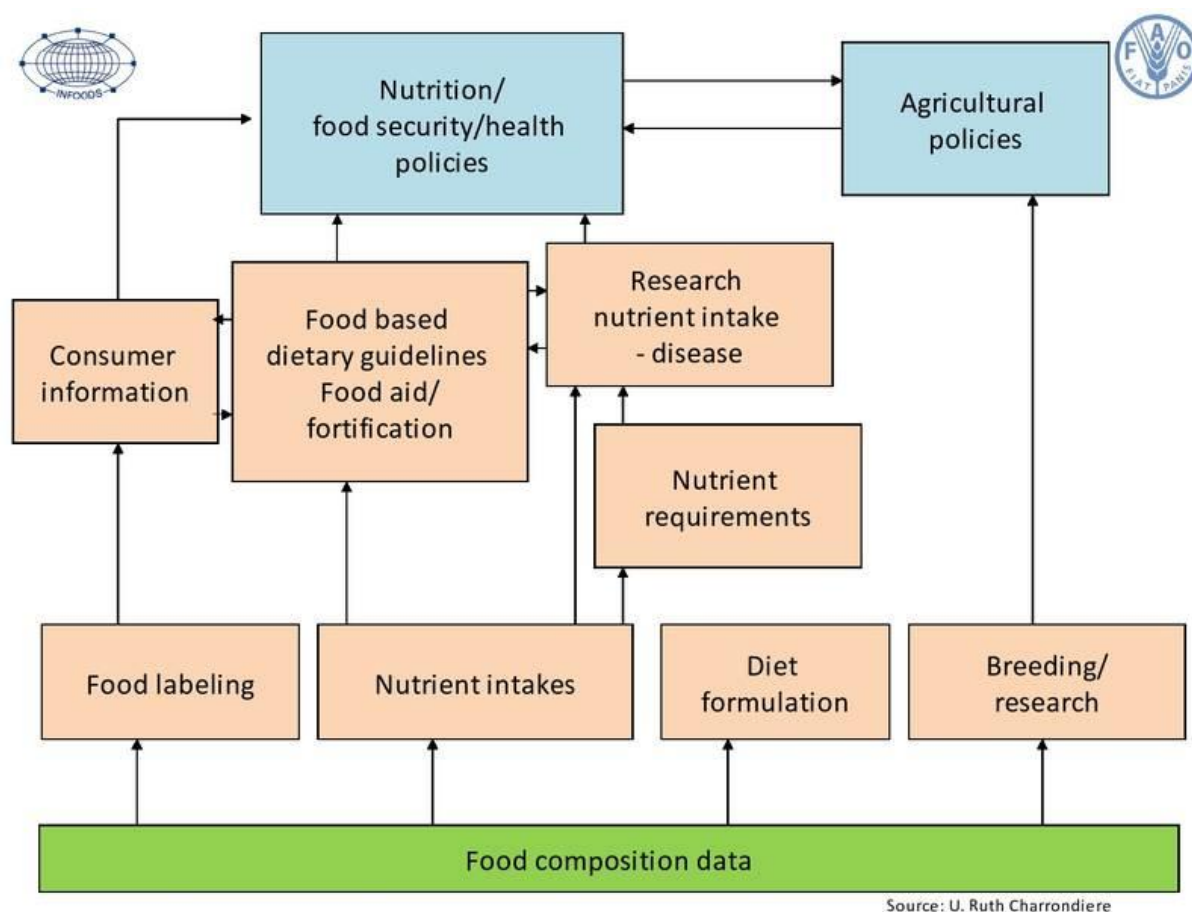 INFOODS
Nutrition/
food security/health
policies
Agricultural
policies
F A O
FIAT PANIS
Consumer
information
Food based
dietary guidelines
Food aid/
fortification
Research
nutrient intake
- disease
Nutrient
requirements
Food labeling
Nutrient intakes
Diet
formulation
Breeding/
research
Food composition data
Source: U. Ruth Charrondiere